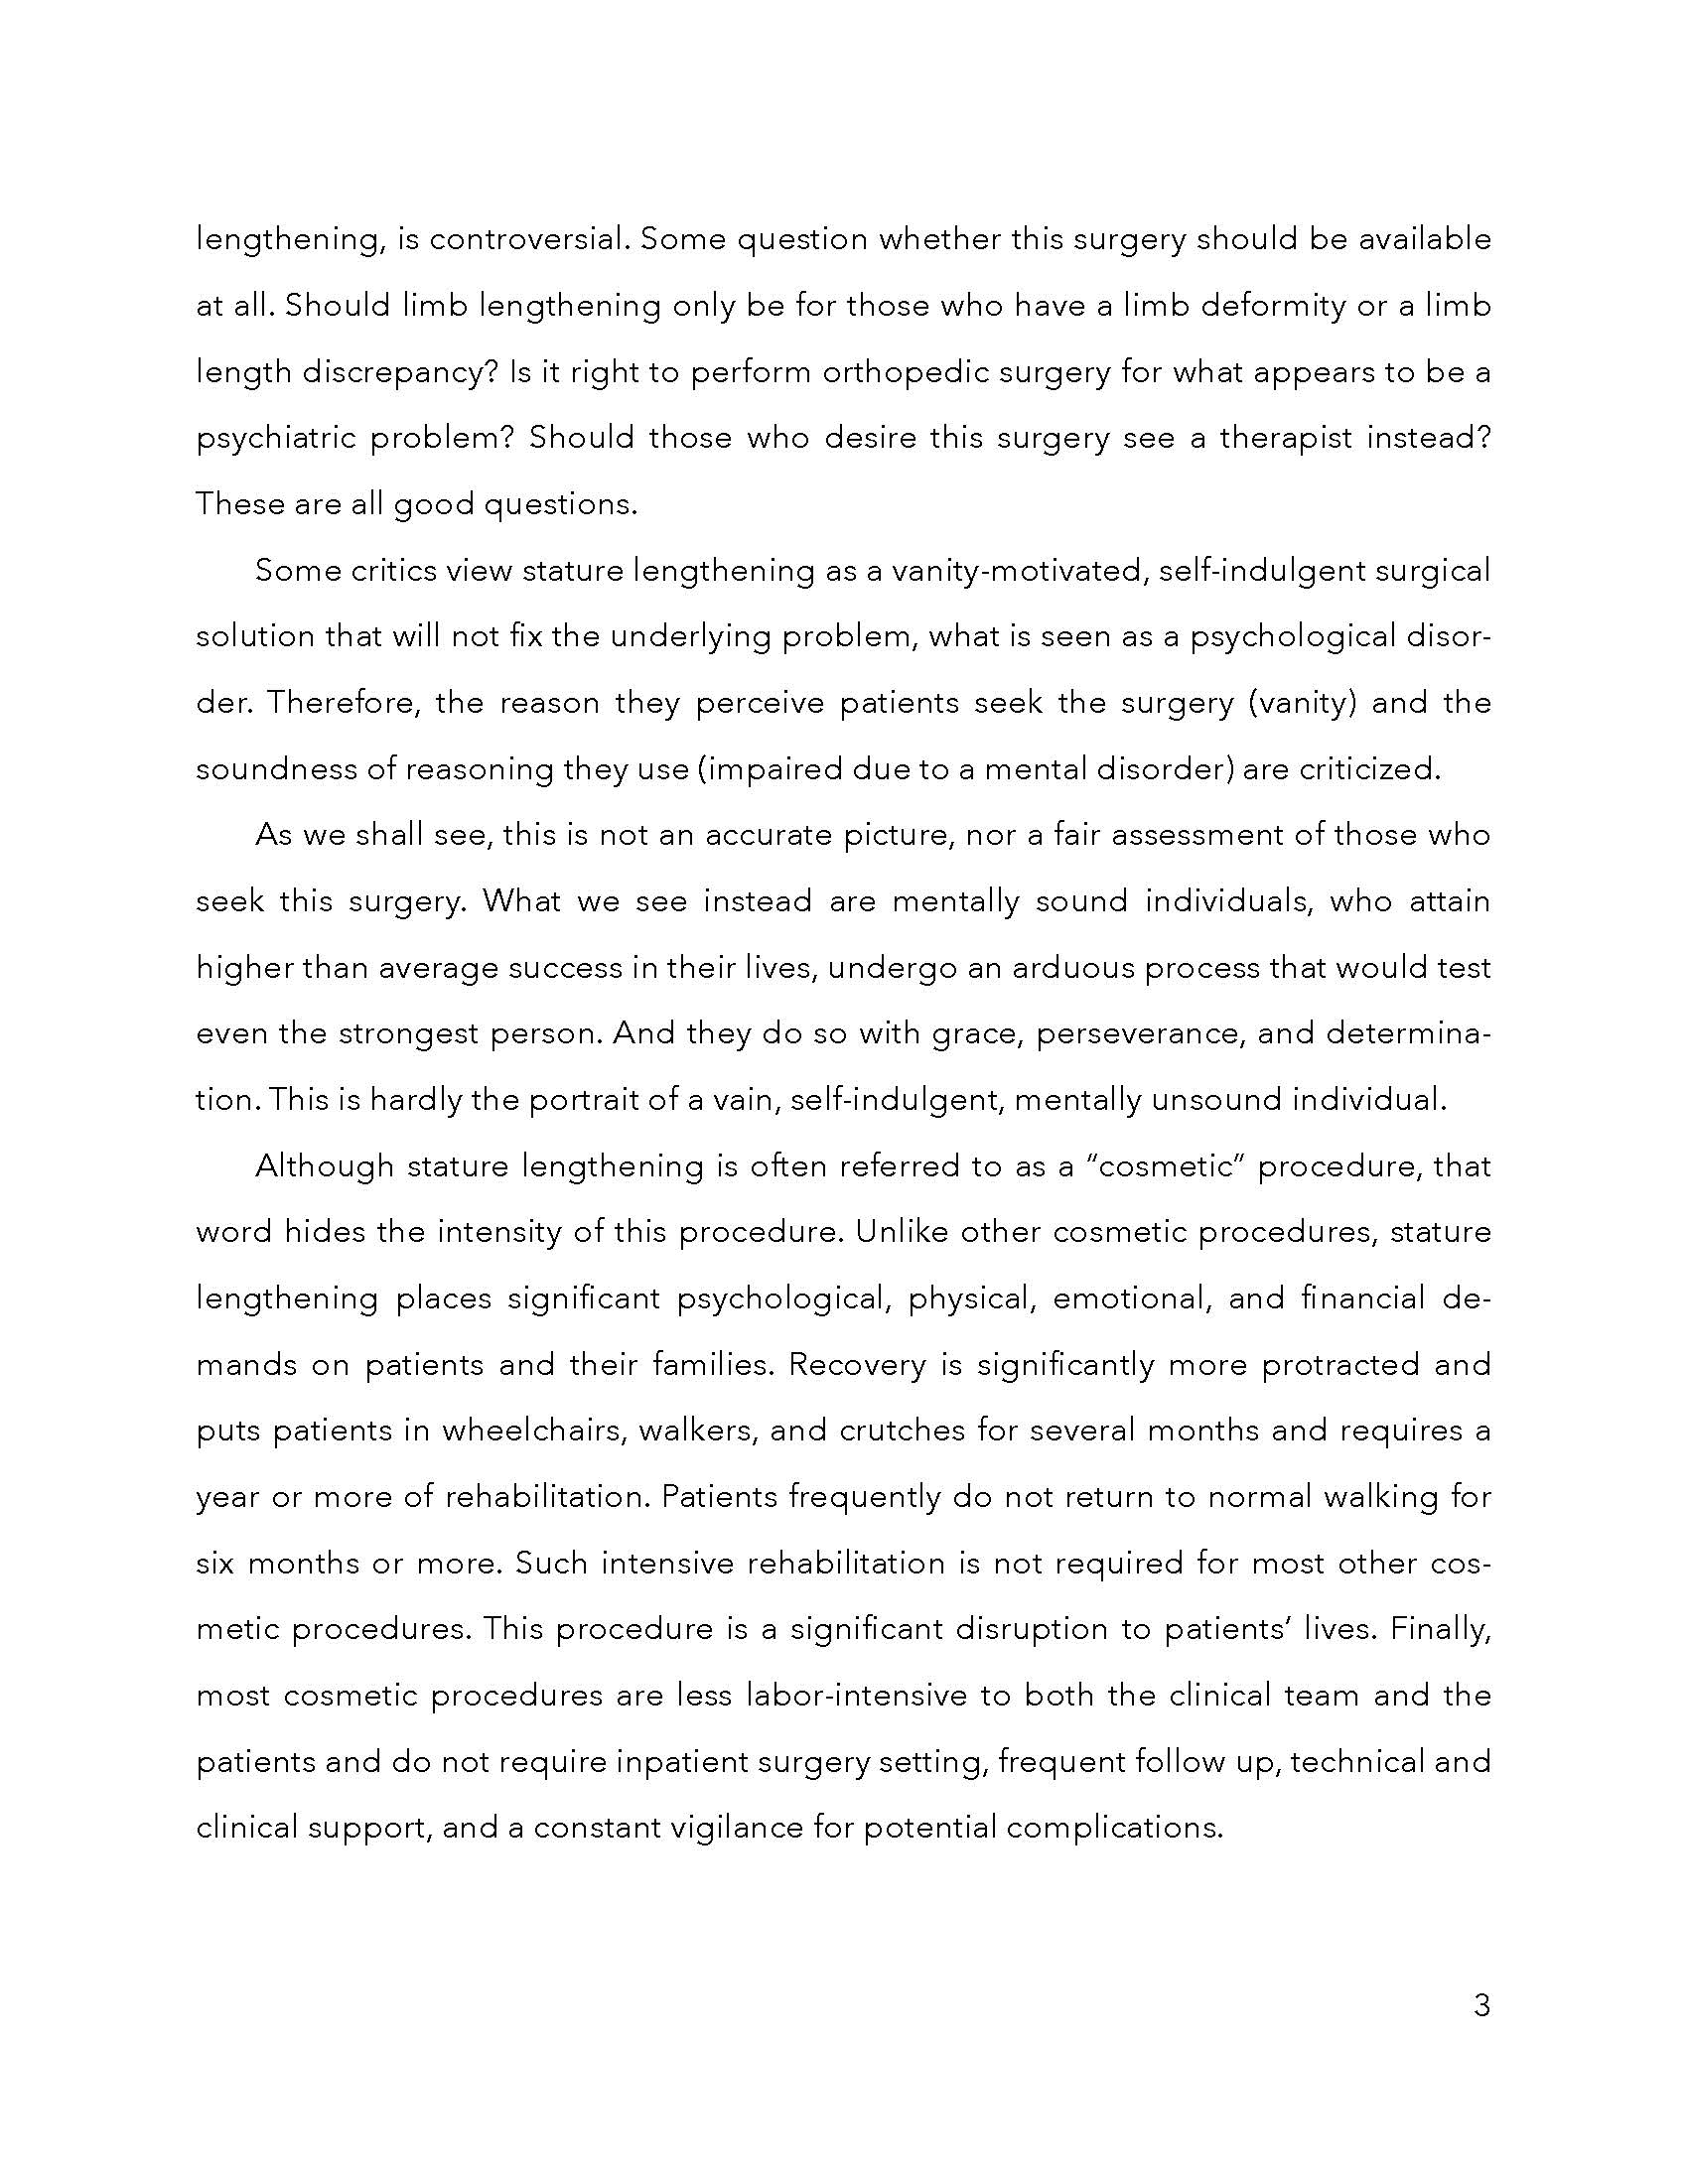 lengthening, is controversial. Some question whether this surgery should be available
at all. Should limb lengthening only be for those who have a limb deformity or a limb
length discrepancy? Is it right to perform orthopedic surgery for what appears to be a
psychiatric problem? Should those who desire this surgery see a therapist instead?
These are all good questions.
Some critics view stature lengthening as a vanity-motivated, self-indulgent surgical
solution that will not fix the underlying problem, what is seen as a psychological disor-
der. Therefore, the reason they perceive patients seek the surgery (vanity) and the
soundness of reasoning they use (impaired due to a mental disorder) are criticized.
As we shall see, this is not an accurate picture, nor a fair assessment of those who
seek this surgery. What we see instead are mentally sound individuals, who attain
higher than average success in their lives, undergo an arduous process that would test
even the strongest person. And they do so with grace, perseverance, and determina-
tion. This is hardly the portrait of a vain, self-indulgent, mentally unsound individual.
Although stature lengthening is often referred to as a “cosmetic” procedure, that
word hides the intensity of this procedure. Unlike other cosmetic procedures, stature
lengthening places significant psychological, physical, emotional, and financial de-
mands on patients and their families. Recovery is significantly more protracted and
puts patients in wheelchairs, walkers, and crutches for several months and requires a
year or more of rehabilitation. Patients frequently do not return to normal walking for
six months or more. Such intensive rehabilitation is not required for most other cos-
metic procedures. This procedure is a significant disruption to patients’ lives. Finally,
most cosmetic procedures are less labor-intensive to both the clinical team and the
patients and do not require inpatient surgery setting, frequent follow up, technical and
clinical support, and a constant vigilance for potential complications.
3